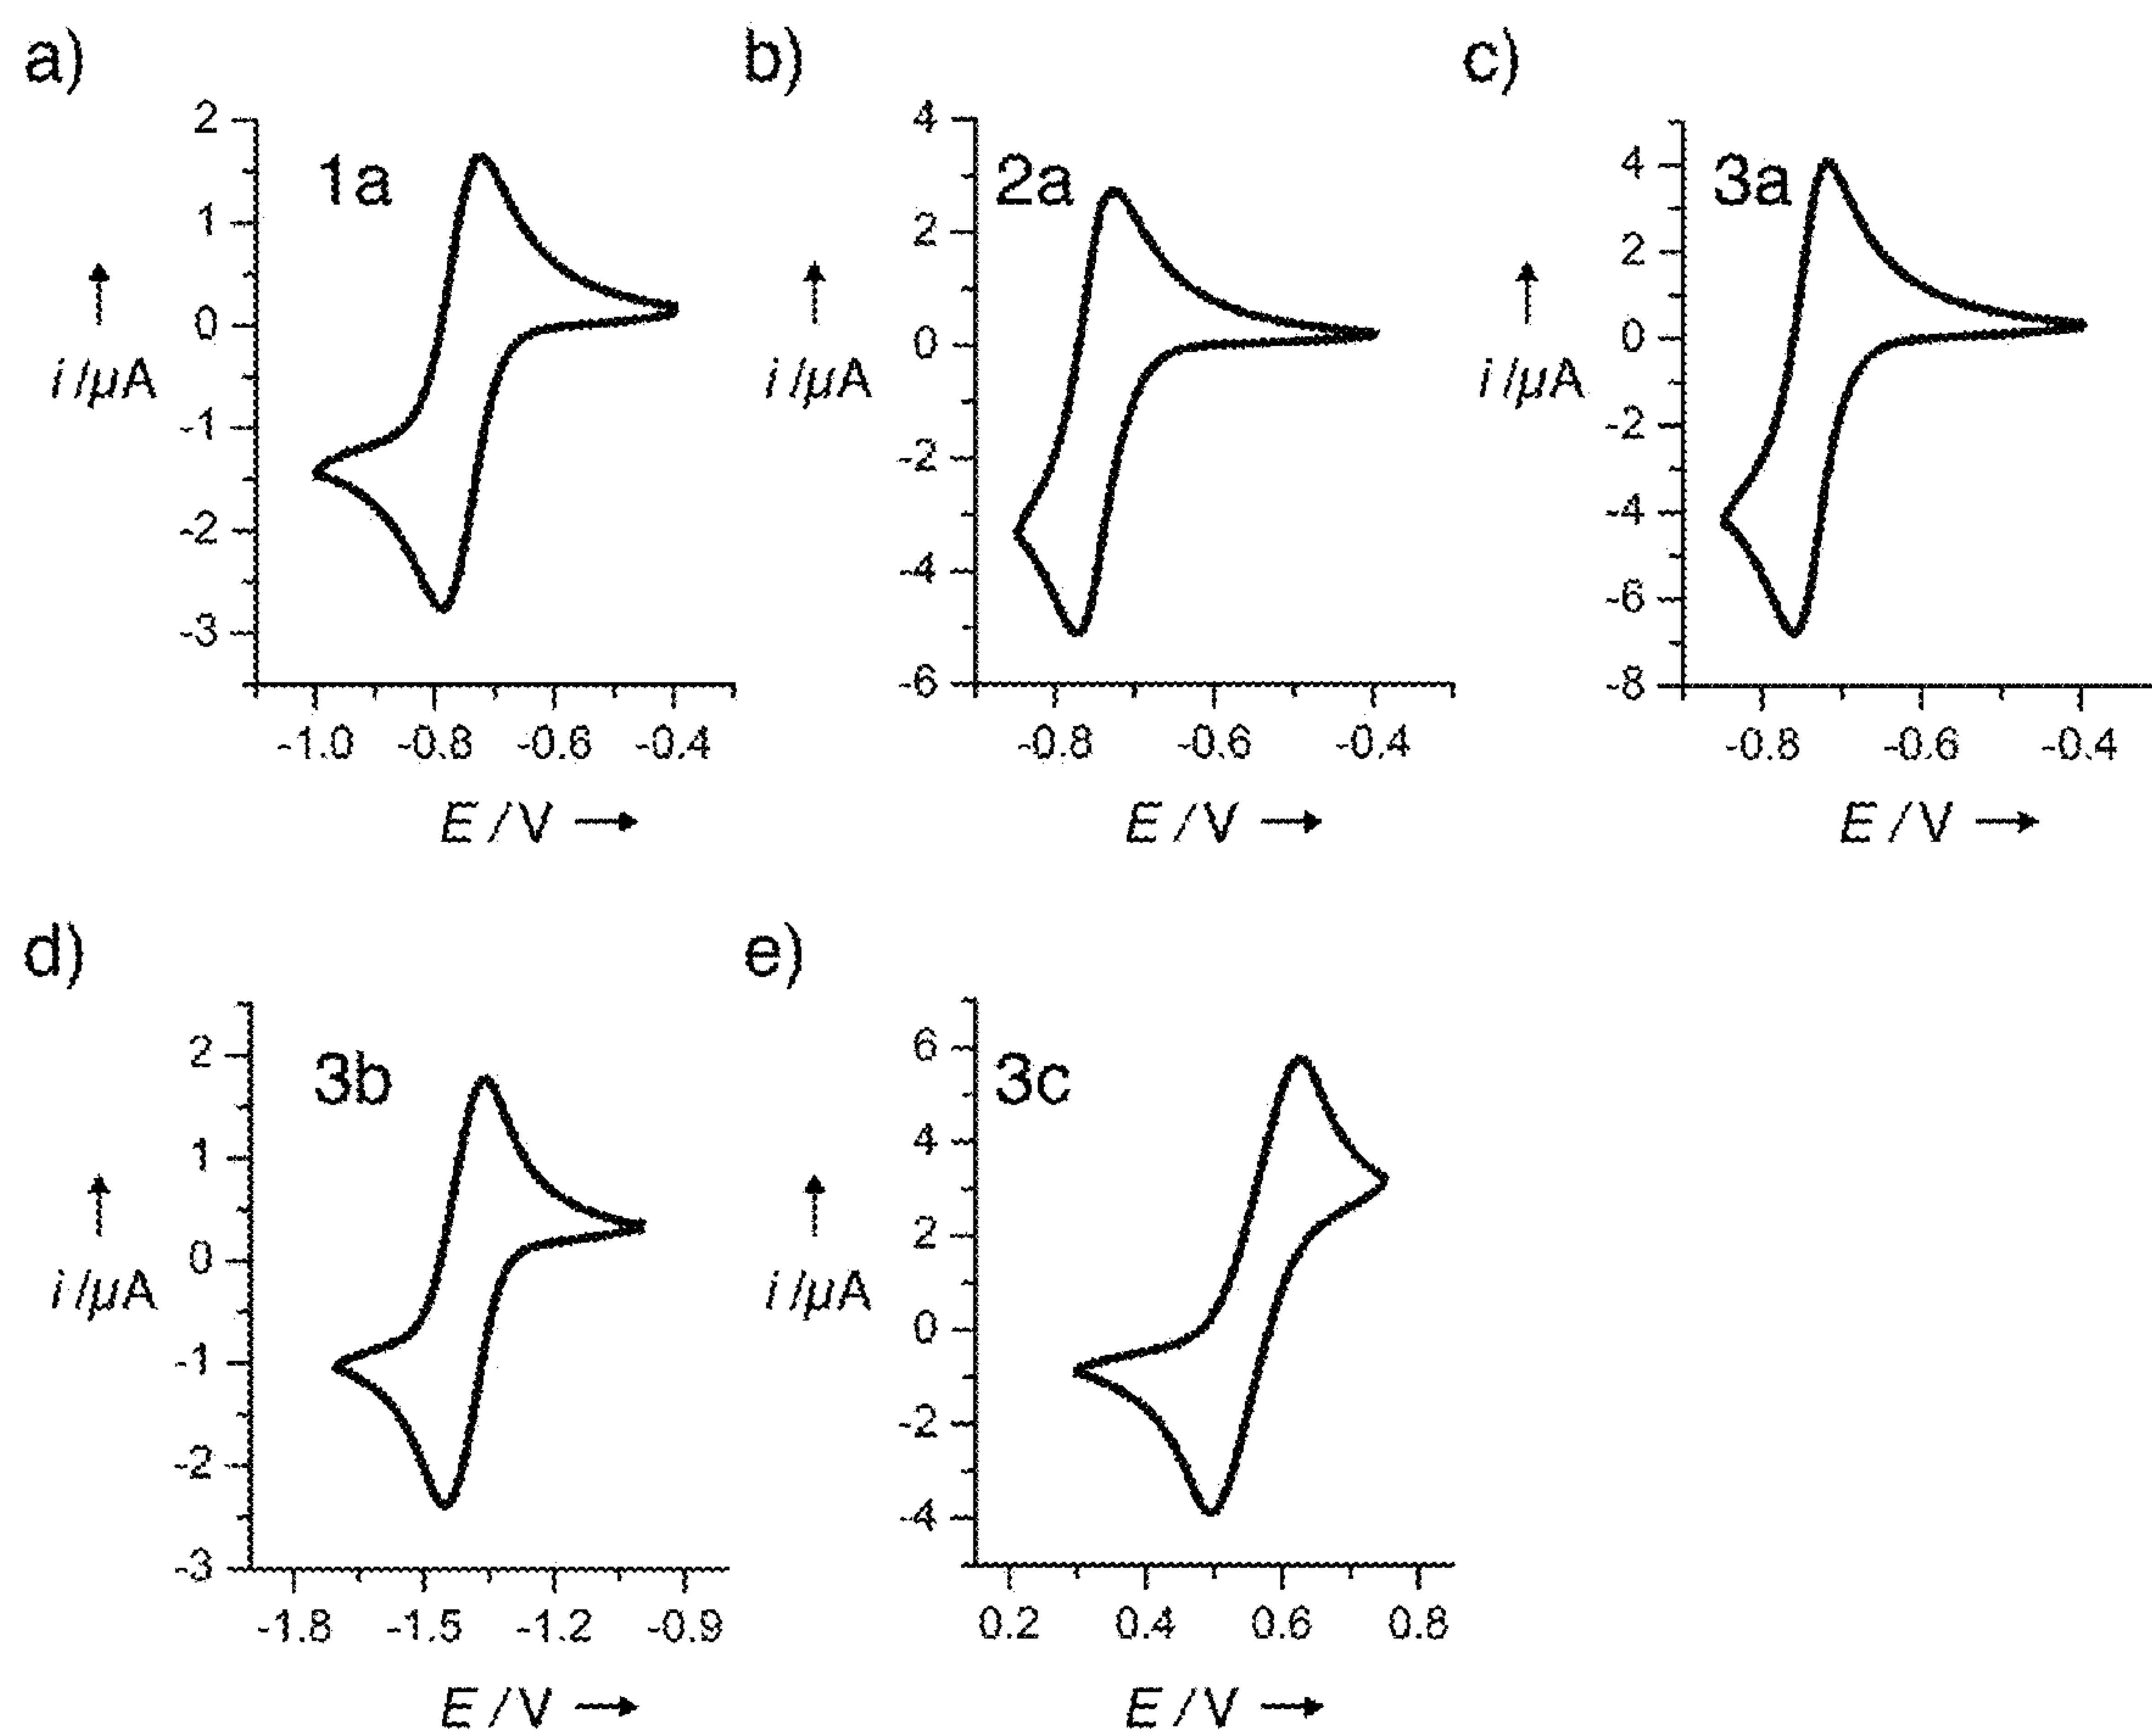 a)
1a
2
1
0
-1
-2
-3
i /µA
-1.0 -0.8 -0.6 -0.4
E / V
b)
2a
4
2
0
-2
-4
-6
i /µA
-0.8 -0.6 -0.4
E / V
c)
3a
4
2
0
-2
-4
-6
-8
i /µA
-0.8 -0.6 -0.4
E / V
d)
3b
2
1
0
-1
-2
-3
i /µA
-1.8 -1.5 -1.2 -0.9
E / V
e)
3c
6
4
2
0
-2
-4
i /µA
0.2 0.4 0.6 0.8
E / V